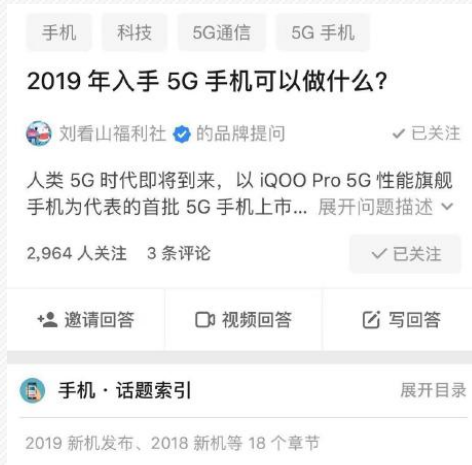 手机 科技 5G通信 5G 手机
2019 年入手 5G 手机可以做什么?
刘看山福利社 的品牌提问 已关注
人类 5G 时代即将到来，以 iQOO Pro 5G 性能旗舰
手机为代表的首批 5G 手机上市... 展开问题描述
2,964 人关注 3 条评论 已关注
邀请回答 视频回答 写回答
手机 · 话题索引 展开目录
2019 新机发布、2018 新机等 18 个章节